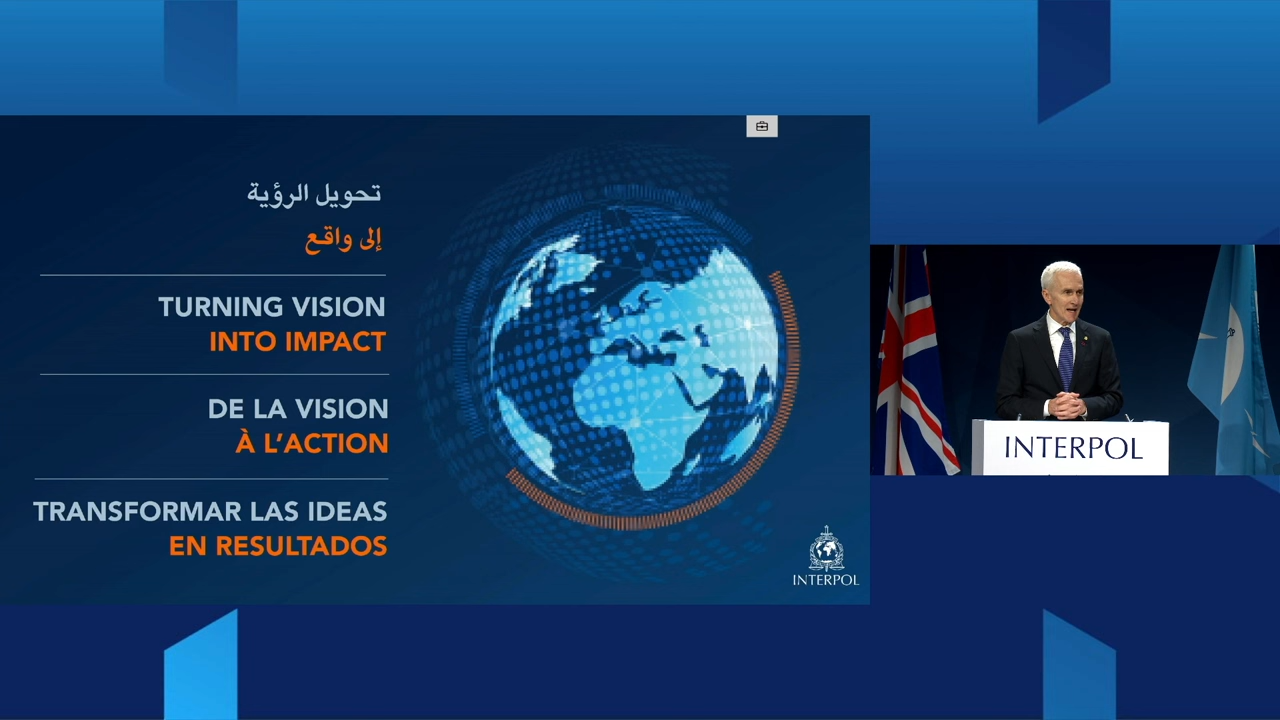 تحويل الرؤية
إلى واقع
TURNING VISION
INTO IMPACT
DE LA VISION
À L'ACTION
TRANSFORMAR LAS IDEAS
EN RESULTADOS
INTERPOL
INTERPOL